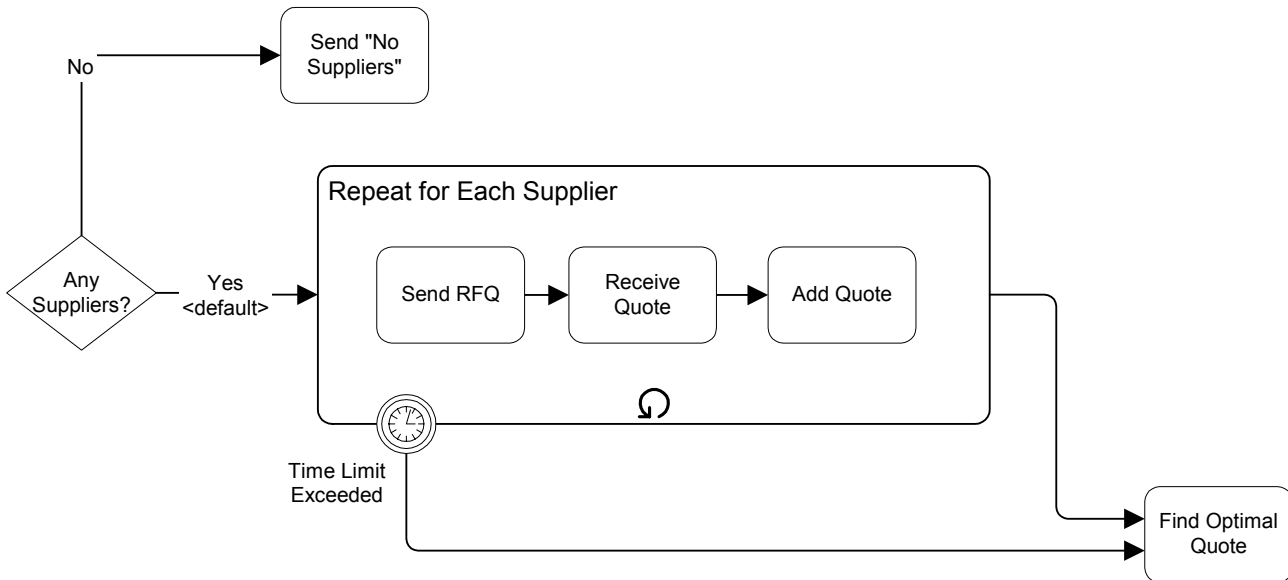 Send "No
Suppliers"
No
Repeat for Each Supplier
Any
Suppliers?
Yes
<default>
Send RFQ
Receive
Quote
Add Quote
Time Limit
Exceeded
Find Optimal
Quote